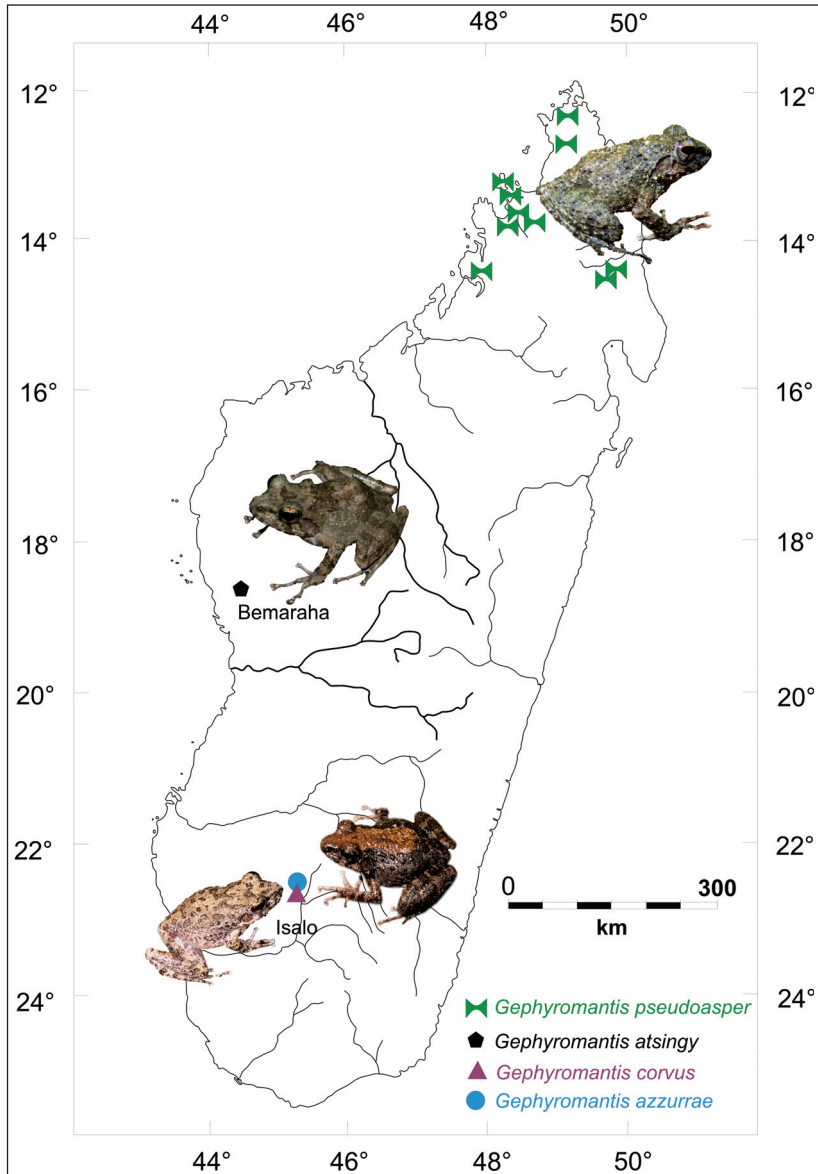 44° 46° 48° 50°
12° 12°
14° 14°
16° 16°
18° 18°
Bemaraha
20° 20°
22° 22°
0 300
km
Isalo
24° 24°
Gephyromantis pseudoasper
Gephyromantis atsingy
Gephyromantis corvus
Gephyromantis azzurrae
44° 46° 48° 50°